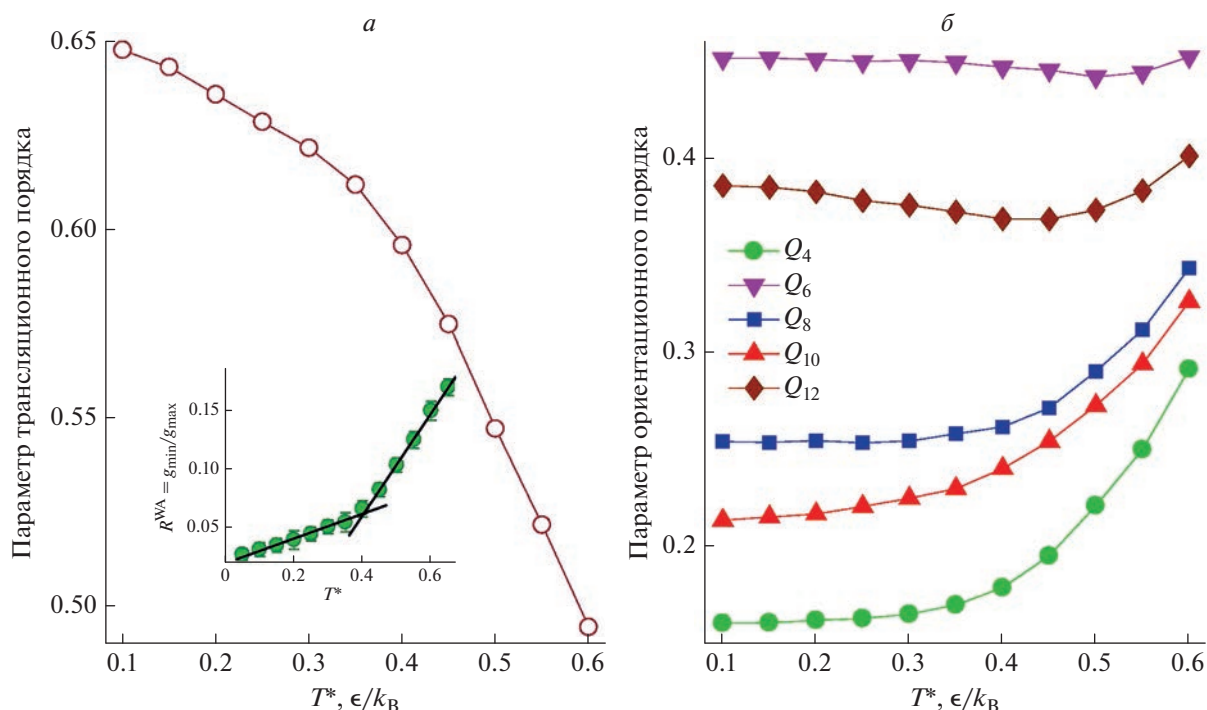 а
Параметр трансляционного порядка
0.65
0.60
0.55
0.50
0.1 0.2 0.3 0.4 0.5 0.6
T*, ϵ/k_B
R^WA = g_min/g_max
0.15
0.10
0.05
0 0.2 0.4 0.6
T*
б
Параметр ориентационного порядка
0.4
0.3
0.2
Q_4
Q_6
Q_8
Q_10
Q_12
0.1 0.2 0.3 0.4 0.5 0.6
T*, ϵ/k_B